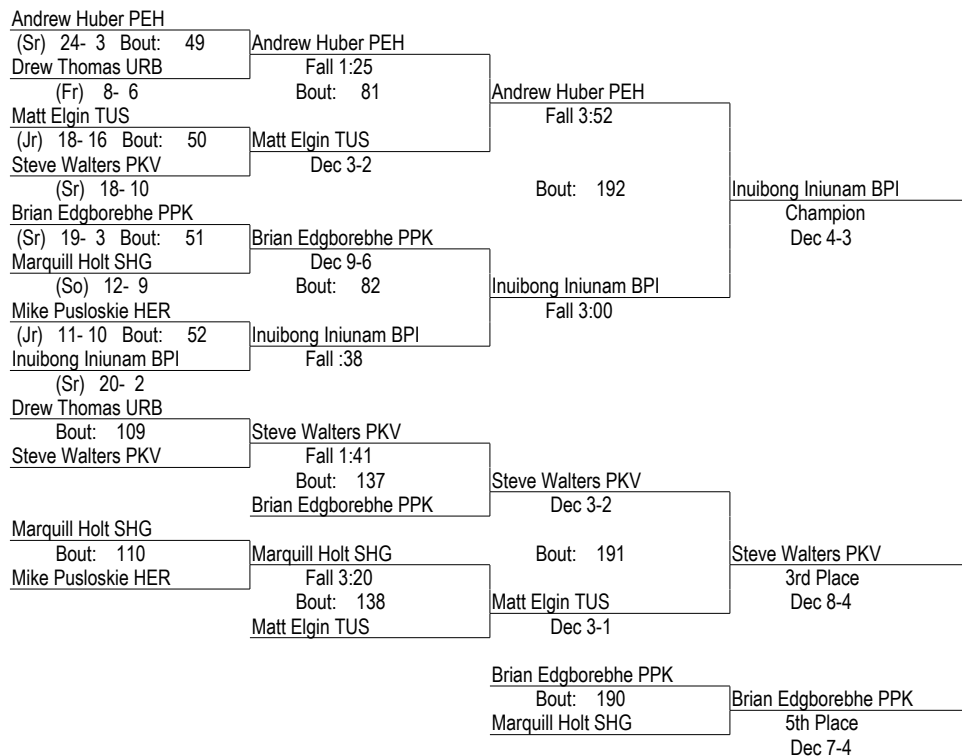 Andrew Huber PEH
(Sr) 24- 3 Bout: 49
Drew Thomas URB
(Fr) 8- 6
Matt Elgin TUS
(Jr) 18- 16 Bout: 50
Steve Walters PKV
(Sr) 18- 10
Brian Edgborebhe PPK
(Sr) 19- 3 Bout: 51
Marquill Holt SHG
(So) 12- 9
Mike Pusloskie HER
(Jr) 11- 10 Bout: 52
Inuibong Iniunam BPI
(Sr) 20- 2
Andrew Huber PEH
Fall 1:25
Bout: 81
Matt Elgin TUS
Dec 3-2
Brian Edgborebhe PPK
Dec 9-6
Bout: 82
Inuibong Iniunam BPI
Fall :38
Andrew Huber PEH
Fall 3:52
Bout: 192
Inuibong Iniunam BPI
Fall 3:00
Inuibong Iniunam BPI
Champion
Dec 4-3
Drew Thomas URB
Bout: 109
Steve Walters PKV
Marquill Holt SHG
Bout: 110
Mike Pusloskie HER
Steve Walters PKV
Fall 1:41
Bout: 137
Brian Edgborebhe PPK
Marquill Holt SHG
Fall 3:20
Bout: 138
Matt Elgin TUS
Steve Walters PKV
Dec 3-2
Bout: 191
Matt Elgin TUS
Dec 3-1
Steve Walters PKV
3rd Place
Dec 8-4
Brian Edgborebhe PPK
Bout: 190
Marquill Holt SHG
Brian Edgborebhe PPK
5th Place
Dec 7-4